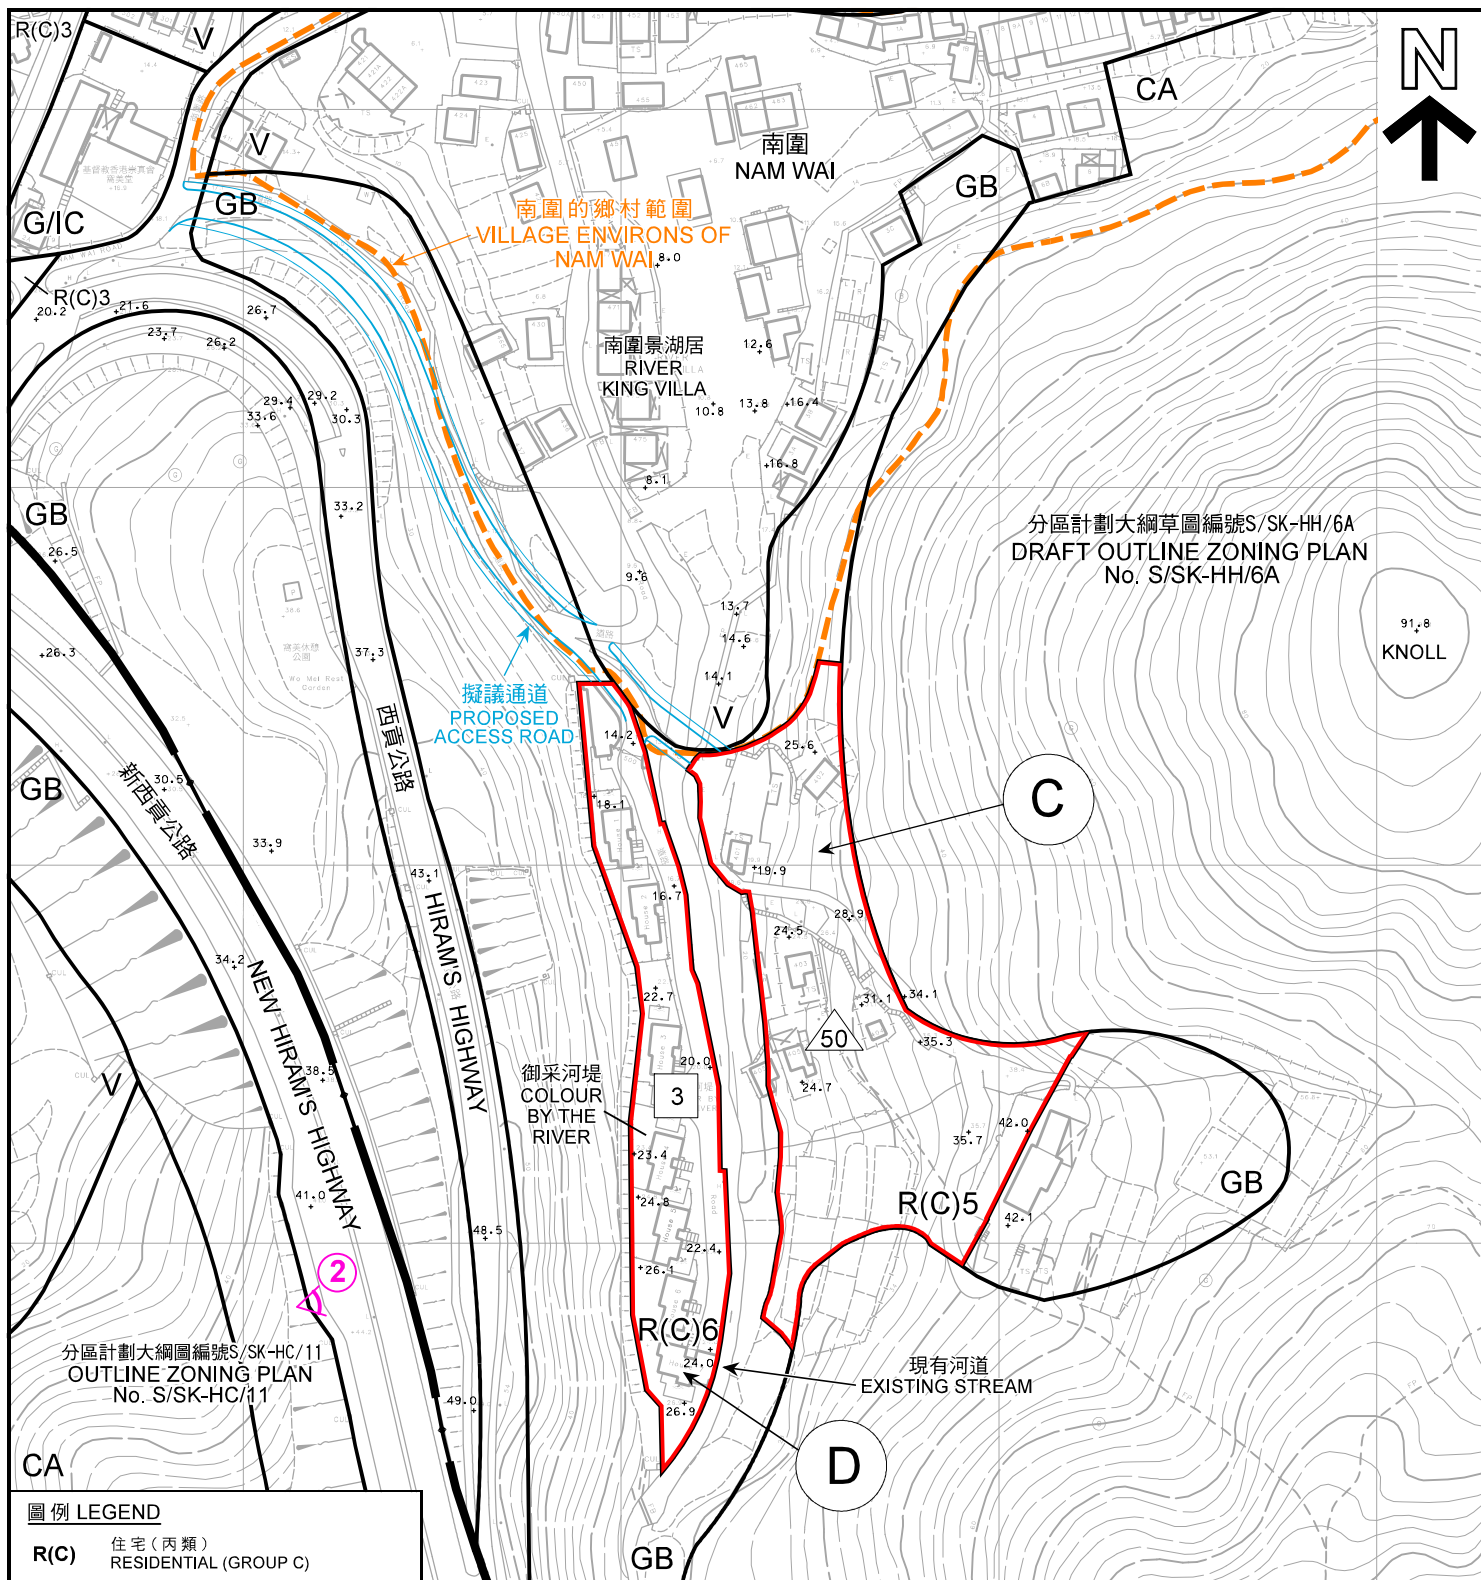 R(C)3
V
CA
N
南圍
NAM WAI
V
GB
GB
G/IC
南圍的鄉村範圍
VILLAGE ENVIRONS OF
NAM WAI
8.0
R(C)3
20.2
21.6
26.7
23.7
26.2
12.6
南圍景湖居
RIVER
KING VILLA
29.4
29.2
33.6
30.3
10.8
13.8
16.4
16.8
8.1
GB
33.2
26.5
分區計劃大綱草圖編號S/SK-HH/6A
DRAFT OUTLINE ZONING PLAN
No. S/SK-HH/6A
9.6
13.7
14.6
91.8
KNOLL
26.3
37.3
14.1
擬議通道
PROPOSED
ACCESS ROAD
V
西貢公路
14.2
25.6
GB
新西貢公路
30.5
18.1
C
33.9
19.9
43.1
16.7
28.9
24.5
HIRAM'S HIGHWAY
34.2
NEW HIRAM'S HIGHWAY
22.7
31.1
34.1
50
35.3
38.5
20.0
御采河堤
COLOUR
BY THE
RIVER
3
24.7
V
42.0
35.7
23.4
41.0
24.8
R(C)5
GB
42.1
48.5
22.4
26.1
2
R(C)6
分區計劃大綱圖編號S/SK-HC/11
OUTLINE ZONING PLAN
No. S/SK-HC/11
24.0
現有河道
EXISTING STREAM
49.0
26.9
CA
D
圖例 LEGEND
R(C)
住宅（丙類）
RESIDENTIAL (GROUP C)
GB